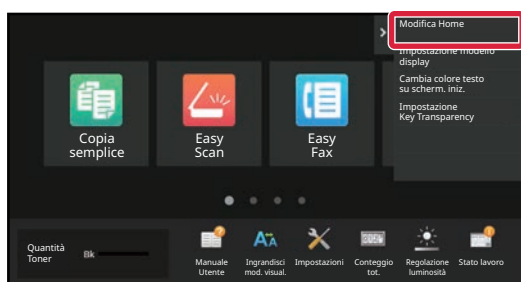 Modifica Home
Impostazione modello
display
Cambia colore testo
su scherm. iniz.
Impostazione
Key Transparency
Copia
semplice
Easy
Scan
Easy
Fax
Quantità
Toner
Bk
Manuale
Utente
Ingrandisci
mod. visual.
Impostazioni
Conteggio
tot.
Regolazione
luminosità
Stato lavoro